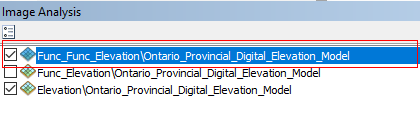 Image Analysis
Func_Func_Elevation\Ontario_Provincial_Digital_Elevation_Model
Func_Elevation\Ontario_Provincial_Digital_Elevation_Model
Elevation\Ontario_Provincial_Digital_Elevation_Model